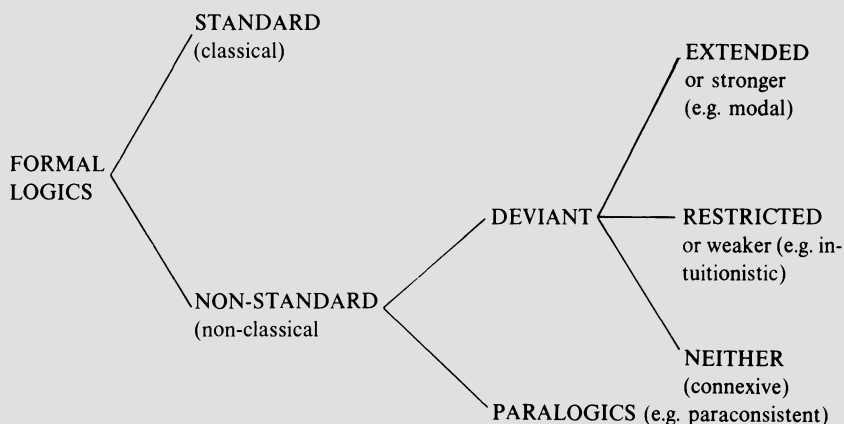 STANDARD
(classical)
EXTENDED
or stronger
(e.g. modal)
FORMAL
LOGICS
DEVIANT
RESTRICTED
or weaker (e.g. in-
tuitionistic)
NON-STANDARD
(non-classical
NEITHER
(connexive)
PARALOGICS (e.g. paraconsistent)